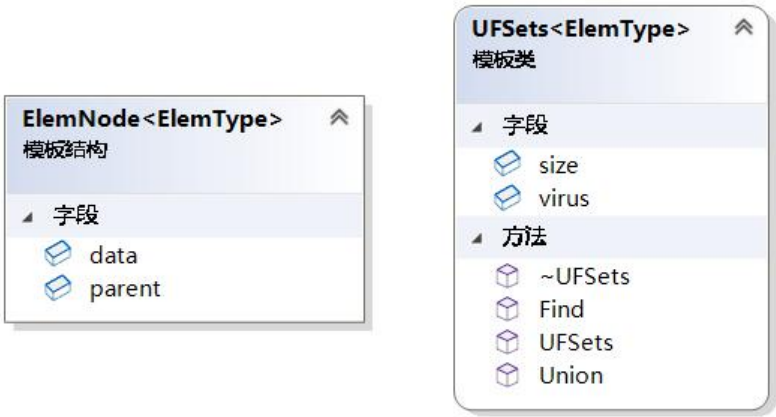 ElemNode<ElemType>
模板结构
字段
data
parent
UFSets<ElemType>
模板类
字段
size
virus
方法
~UFSets
Find
UFSets
Union